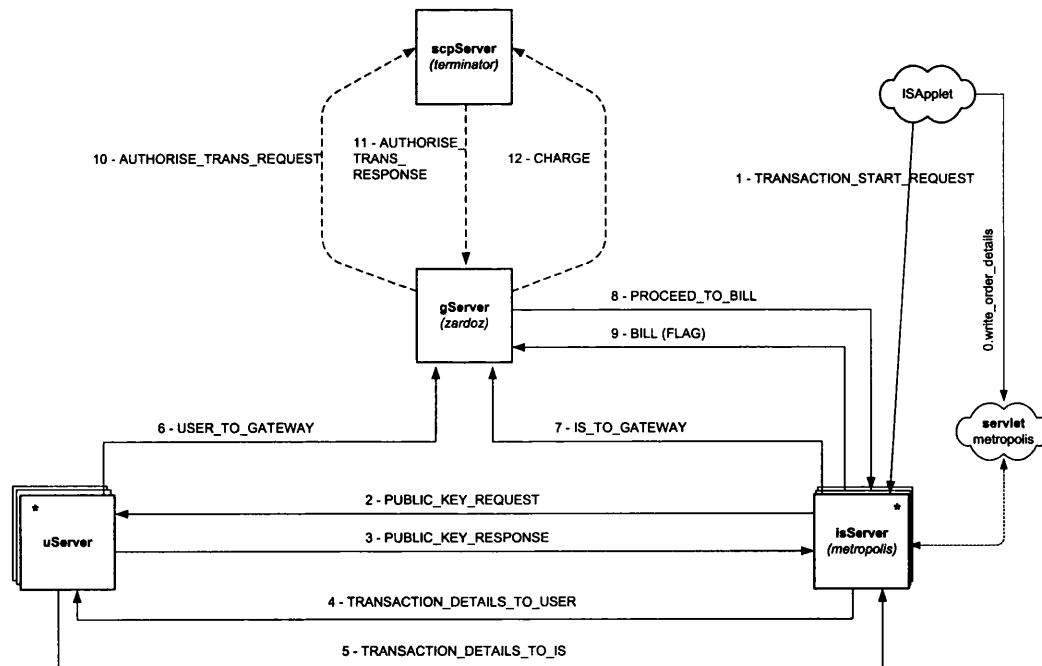 scpServer
(terminator)
ISApplet
10 - AUTHORISE_TRANS_REQUEST
11 - AUTHORISE_
TRANS_
RESPONSE
12 - CHARGE
1 - TRANSACTION_START_REQUEST
0.write_order_details
gServer
(zardoz)
8 - PROCEED_TO_BILL
9 - BILL (FLAG)
servlet
metropolis
6 - USER_TO_GATEWAY
7 - IS_TO_GATEWAY
*
uServer
2 - PUBLIC_KEY_REQUEST
3 - PUBLIC_KEY_RESPONSE
*
isServer
(metropolis)
4 - TRANSACTION_DETAILS_TO_USER
5 - TRANSACTION_DETAILS_TO_IS